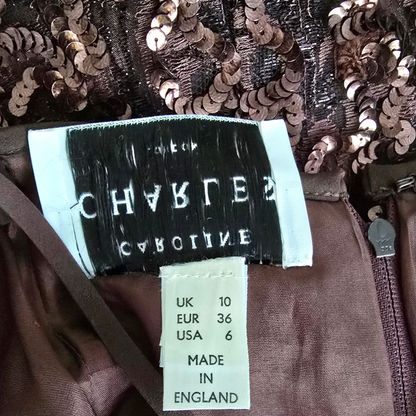 CAROLINE
CHARLES
UK 10
EUR 36
USA 6
MADE
IN
ENGLAND